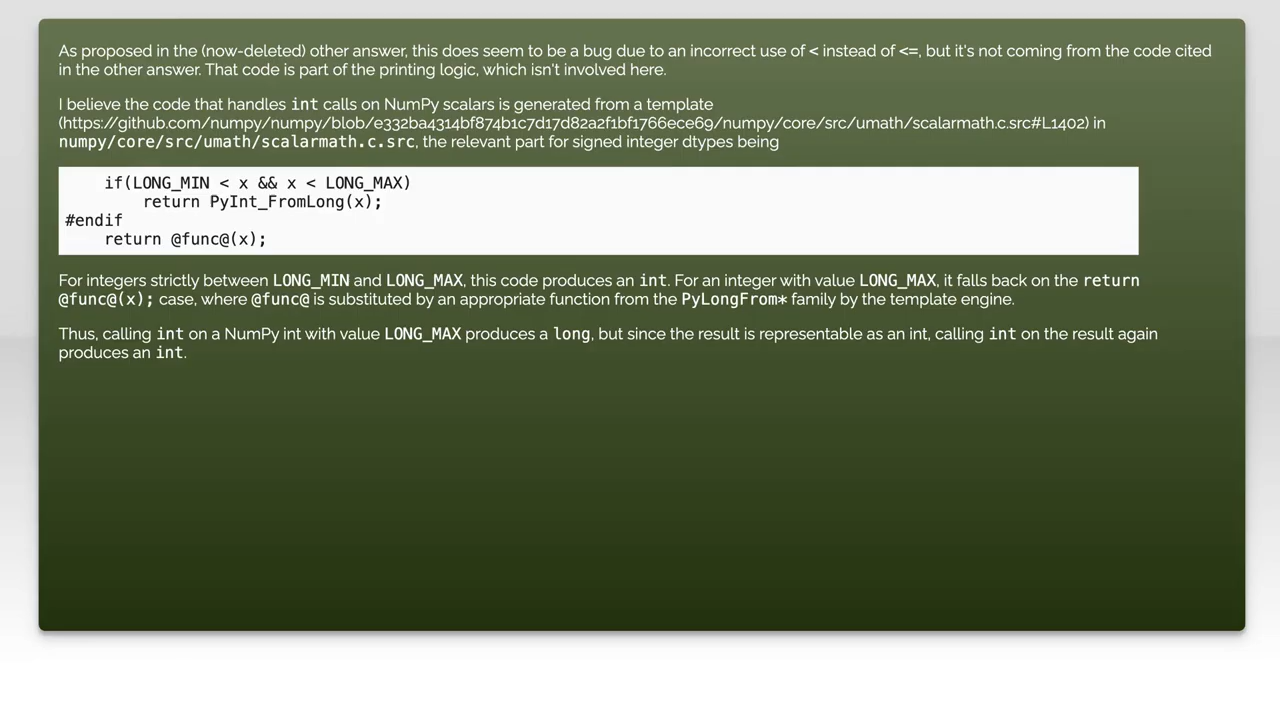 As proposed in the (now-deleted) other answer, this does seem to be a bug due to an incorrect use of < instead of <=, but it's not coming from the code cited
in the other answer. That code is part of the printing logic, which isn't involved here.
I believe the code that handles int calls on NumPy scalars is generated from a template
(https://github.com/numpy/numpy/blob/e332ba4314bf874b1c7d17d82a2f1bf1766ece69/numpy/core/src/umath/scalarmath.c.src#L1402) in
numpy/core/src/umath/scalarmath.c.src, the relevant part for signed integer dtypes being
if(LONG_MIN < x && x < LONG_MAX)
return PyInt_FromLong(x);
#endif
return @func@(x);
For integers strictly between LONG_MIN and LONG_MAX, this code produces an int. For an integer with value LONG_MAX, it falls back on the return
@func@(x); case, where @func@ is substituted by an appropriate function from the PyLongFrom* family by the template engine.
Thus, calling int on a NumPy int with value LONG_MAX produces a long, but since the result is representable as an int, calling int on the result again
produces an int.